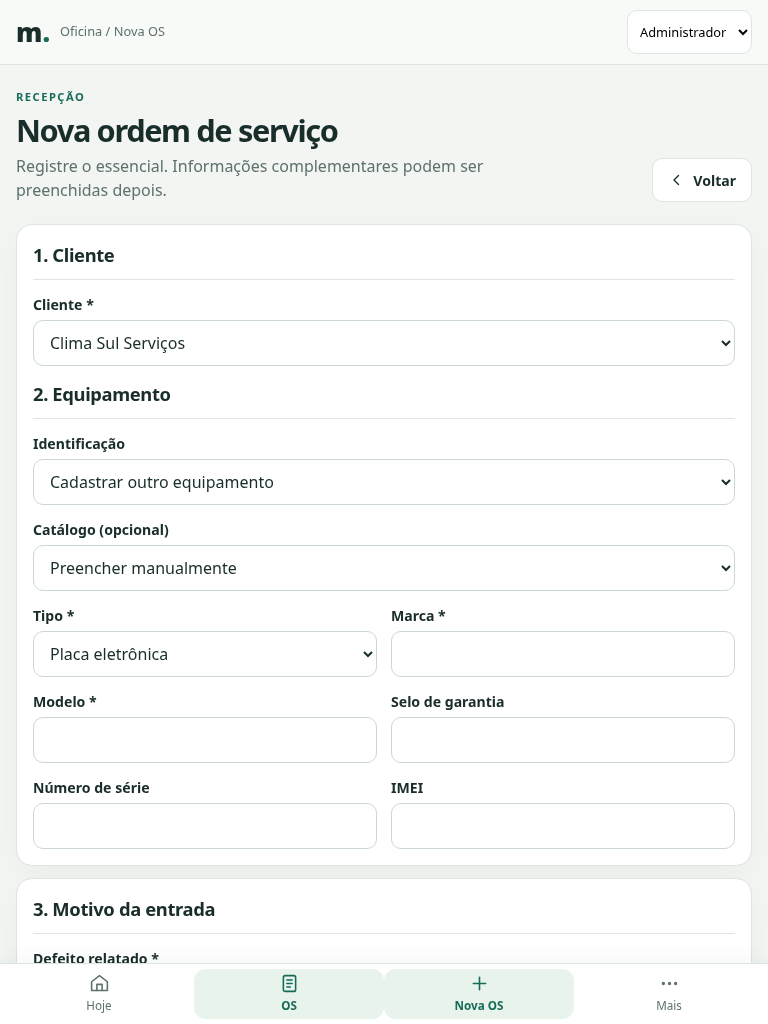 m. Oficina / Nova OS
Administrador
RECEPÇÃO
Nova ordem de serviço
Registre o essencial. Informações complementares podem ser
preenchidas depois.
Voltar
1. Cliente
Cliente *
Clima Sul Serviços
2. Equipamento
Identificação
Cadastrar outro equipamento
Catálogo (opcional)
Preencher manualmente
Tipo *
Marca *
Placa eletrônica
Modelo *
Selo de garantia
Número de série
IMEI
3. Motivo da entrada
Defeito relatado *
Hoje
OS
Nova OS
Mais